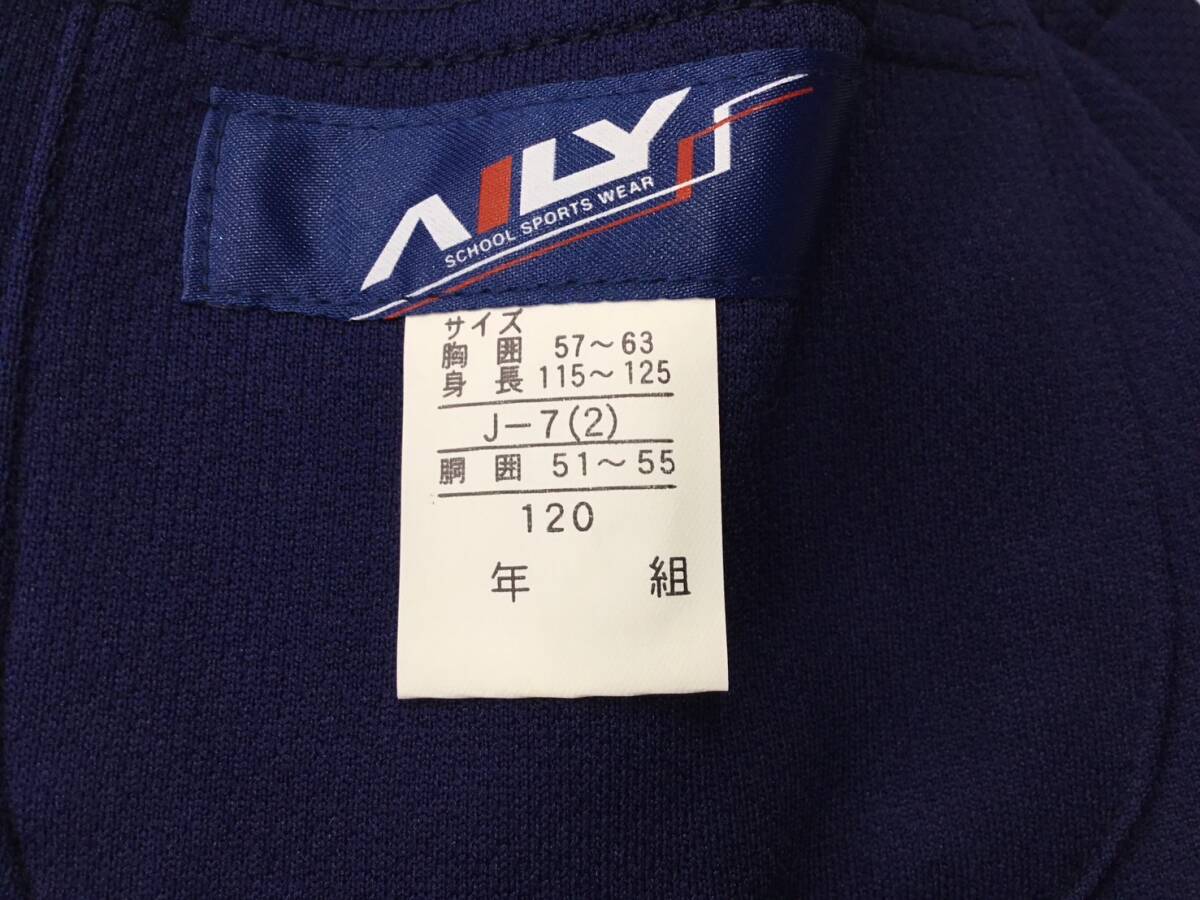 AILY
SCHOOL SPORTS WEAR
サイズ
胸囲 57～63
身長 115～125
J－7(2)
胴囲 51～55
120
年 組